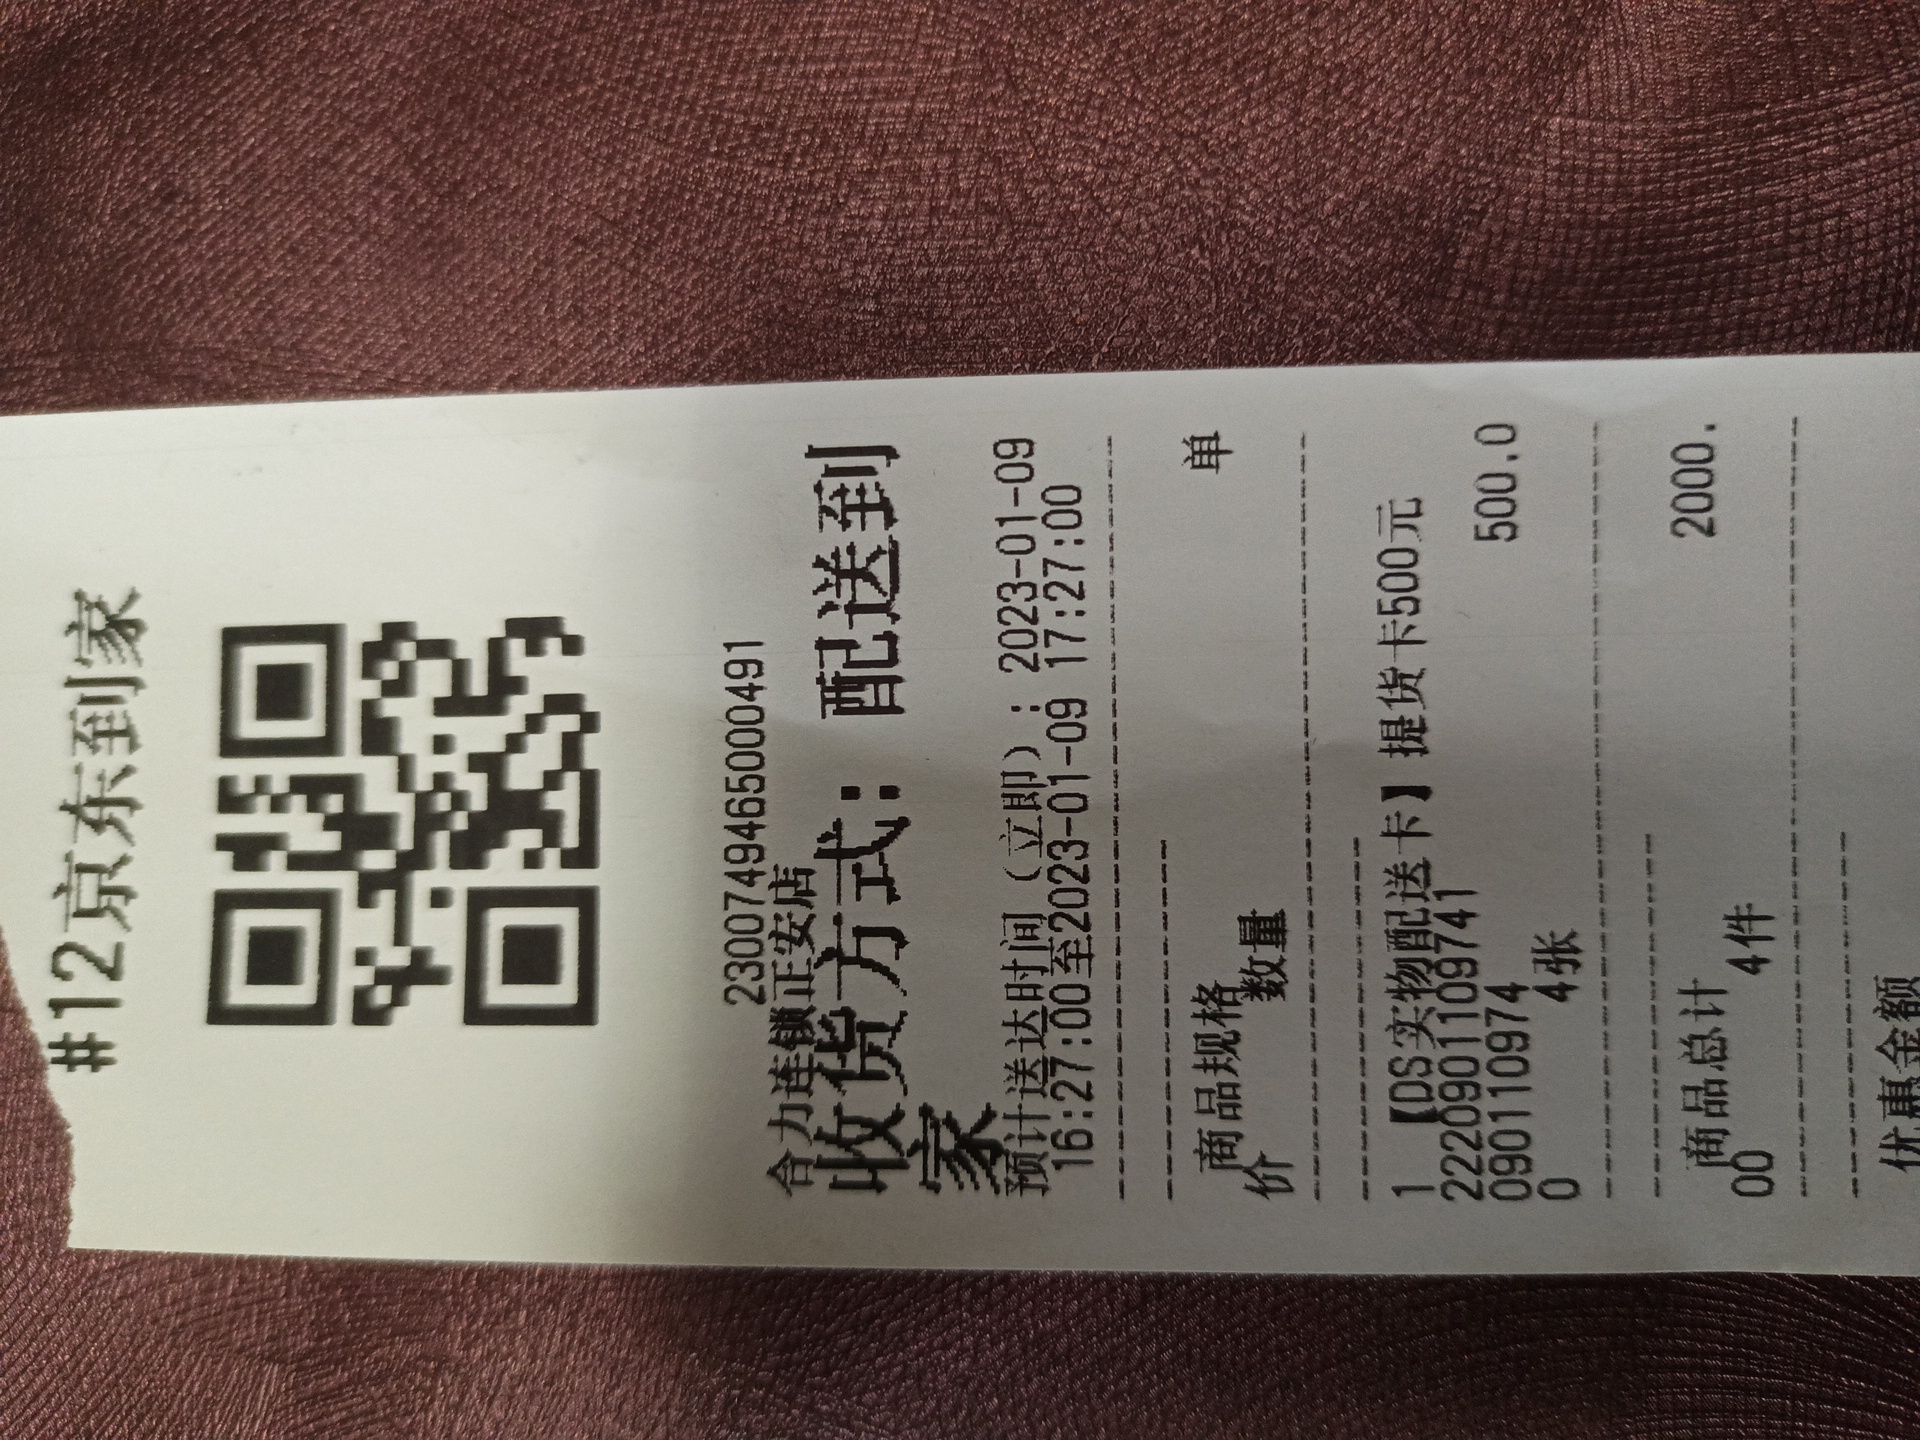 #12京东到家
2300749465000491
合力连锁正安店
收货方式：配送到
家
预计送达时间（立即）：2023-01-09
16:27:00至2023-01-09 17:27:00
--------------------------------
----------------
商品规格 单
价 数量
--------------------------------
----------------
1 【DS实物配送卡】提货卡500元
2220901109741
0901109974 500.0
0 4张
--------------------------------
----------------
商品总计 2000.
00 4件
--------------------------------
----------------
优惠金额